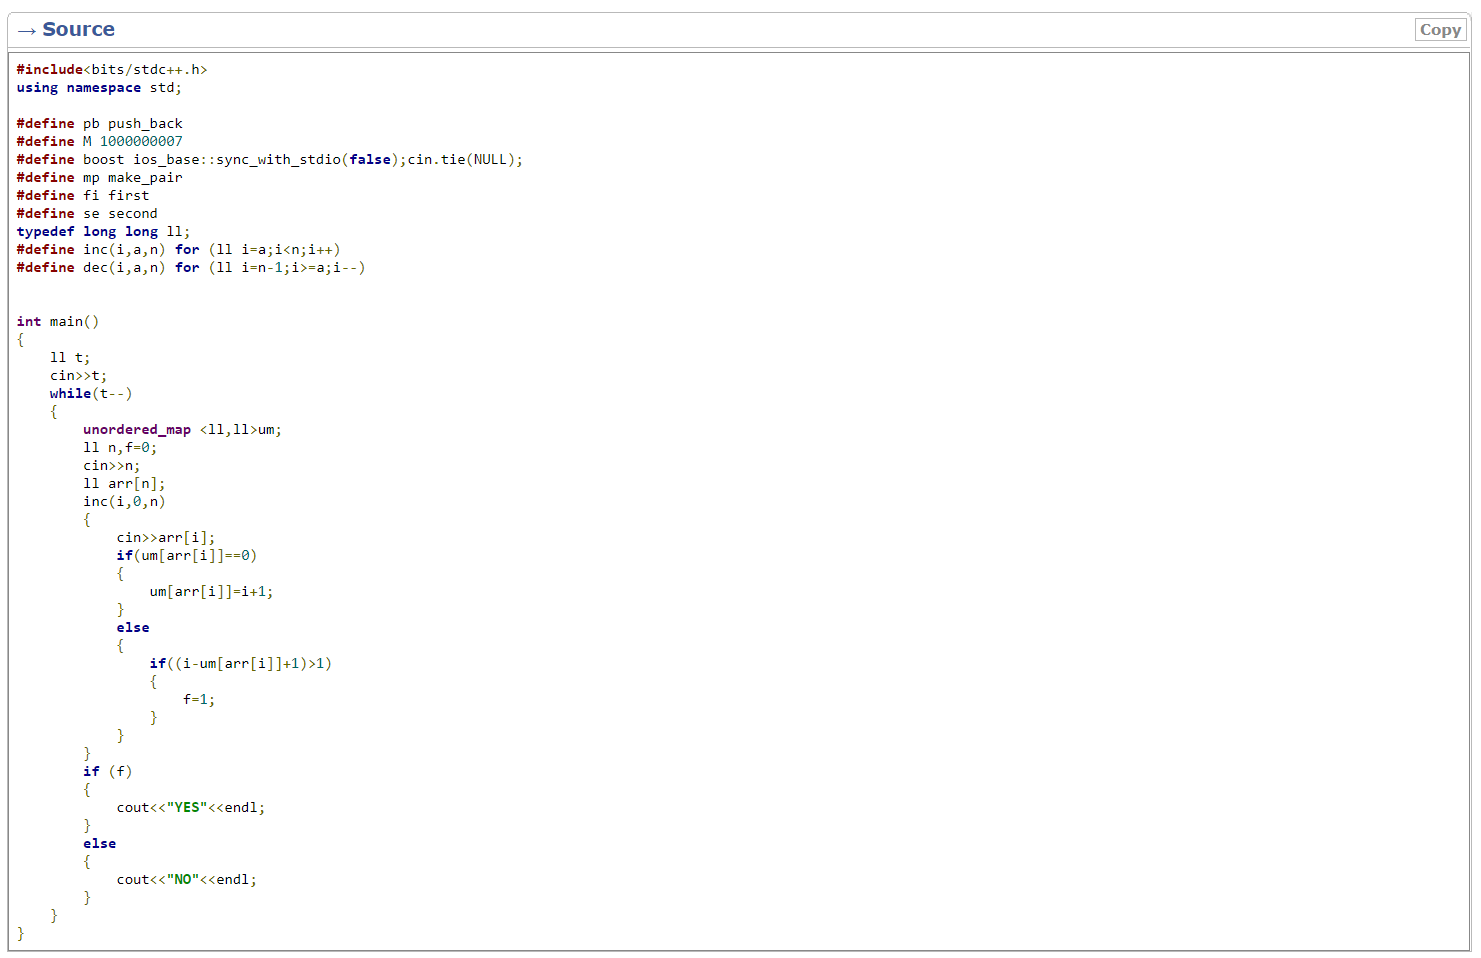 → Source
Copy
#include<bits/stdc++.h>
using namespace std;
#define pb push_back
#define M 1000000007
#define boost ios_base::sync_with_stdio(false);cin.tie(NULL);
#define mp make_pair
#define fi first
#define se second
typedef long long ll;
#define inc(i,a,n) for (ll i=a;i<n;i++)
#define dec(i,a,n) for (ll i=n-1;i>=a;i--)
int main()
{
    ll t;
    cin>>t;
    while(t--)
    {
        unordered_map <ll,ll>um;
        ll n,f=0;
        cin>>n;
        ll arr[n];
        inc(i,0,n)
        {
            cin>>arr[i];
            if(um[arr[i]]==0)
            {
                um[arr[i]]=i+1;
            }
            else
            {
                if((i-um[arr[i]]+1)>1)
                {
                    f=1;
                }
            }
        }
        if (f)
        {
            cout<<"YES"<<endl;
        }
        else
        {
            cout<<"NO"<<endl;
        }
    }
}